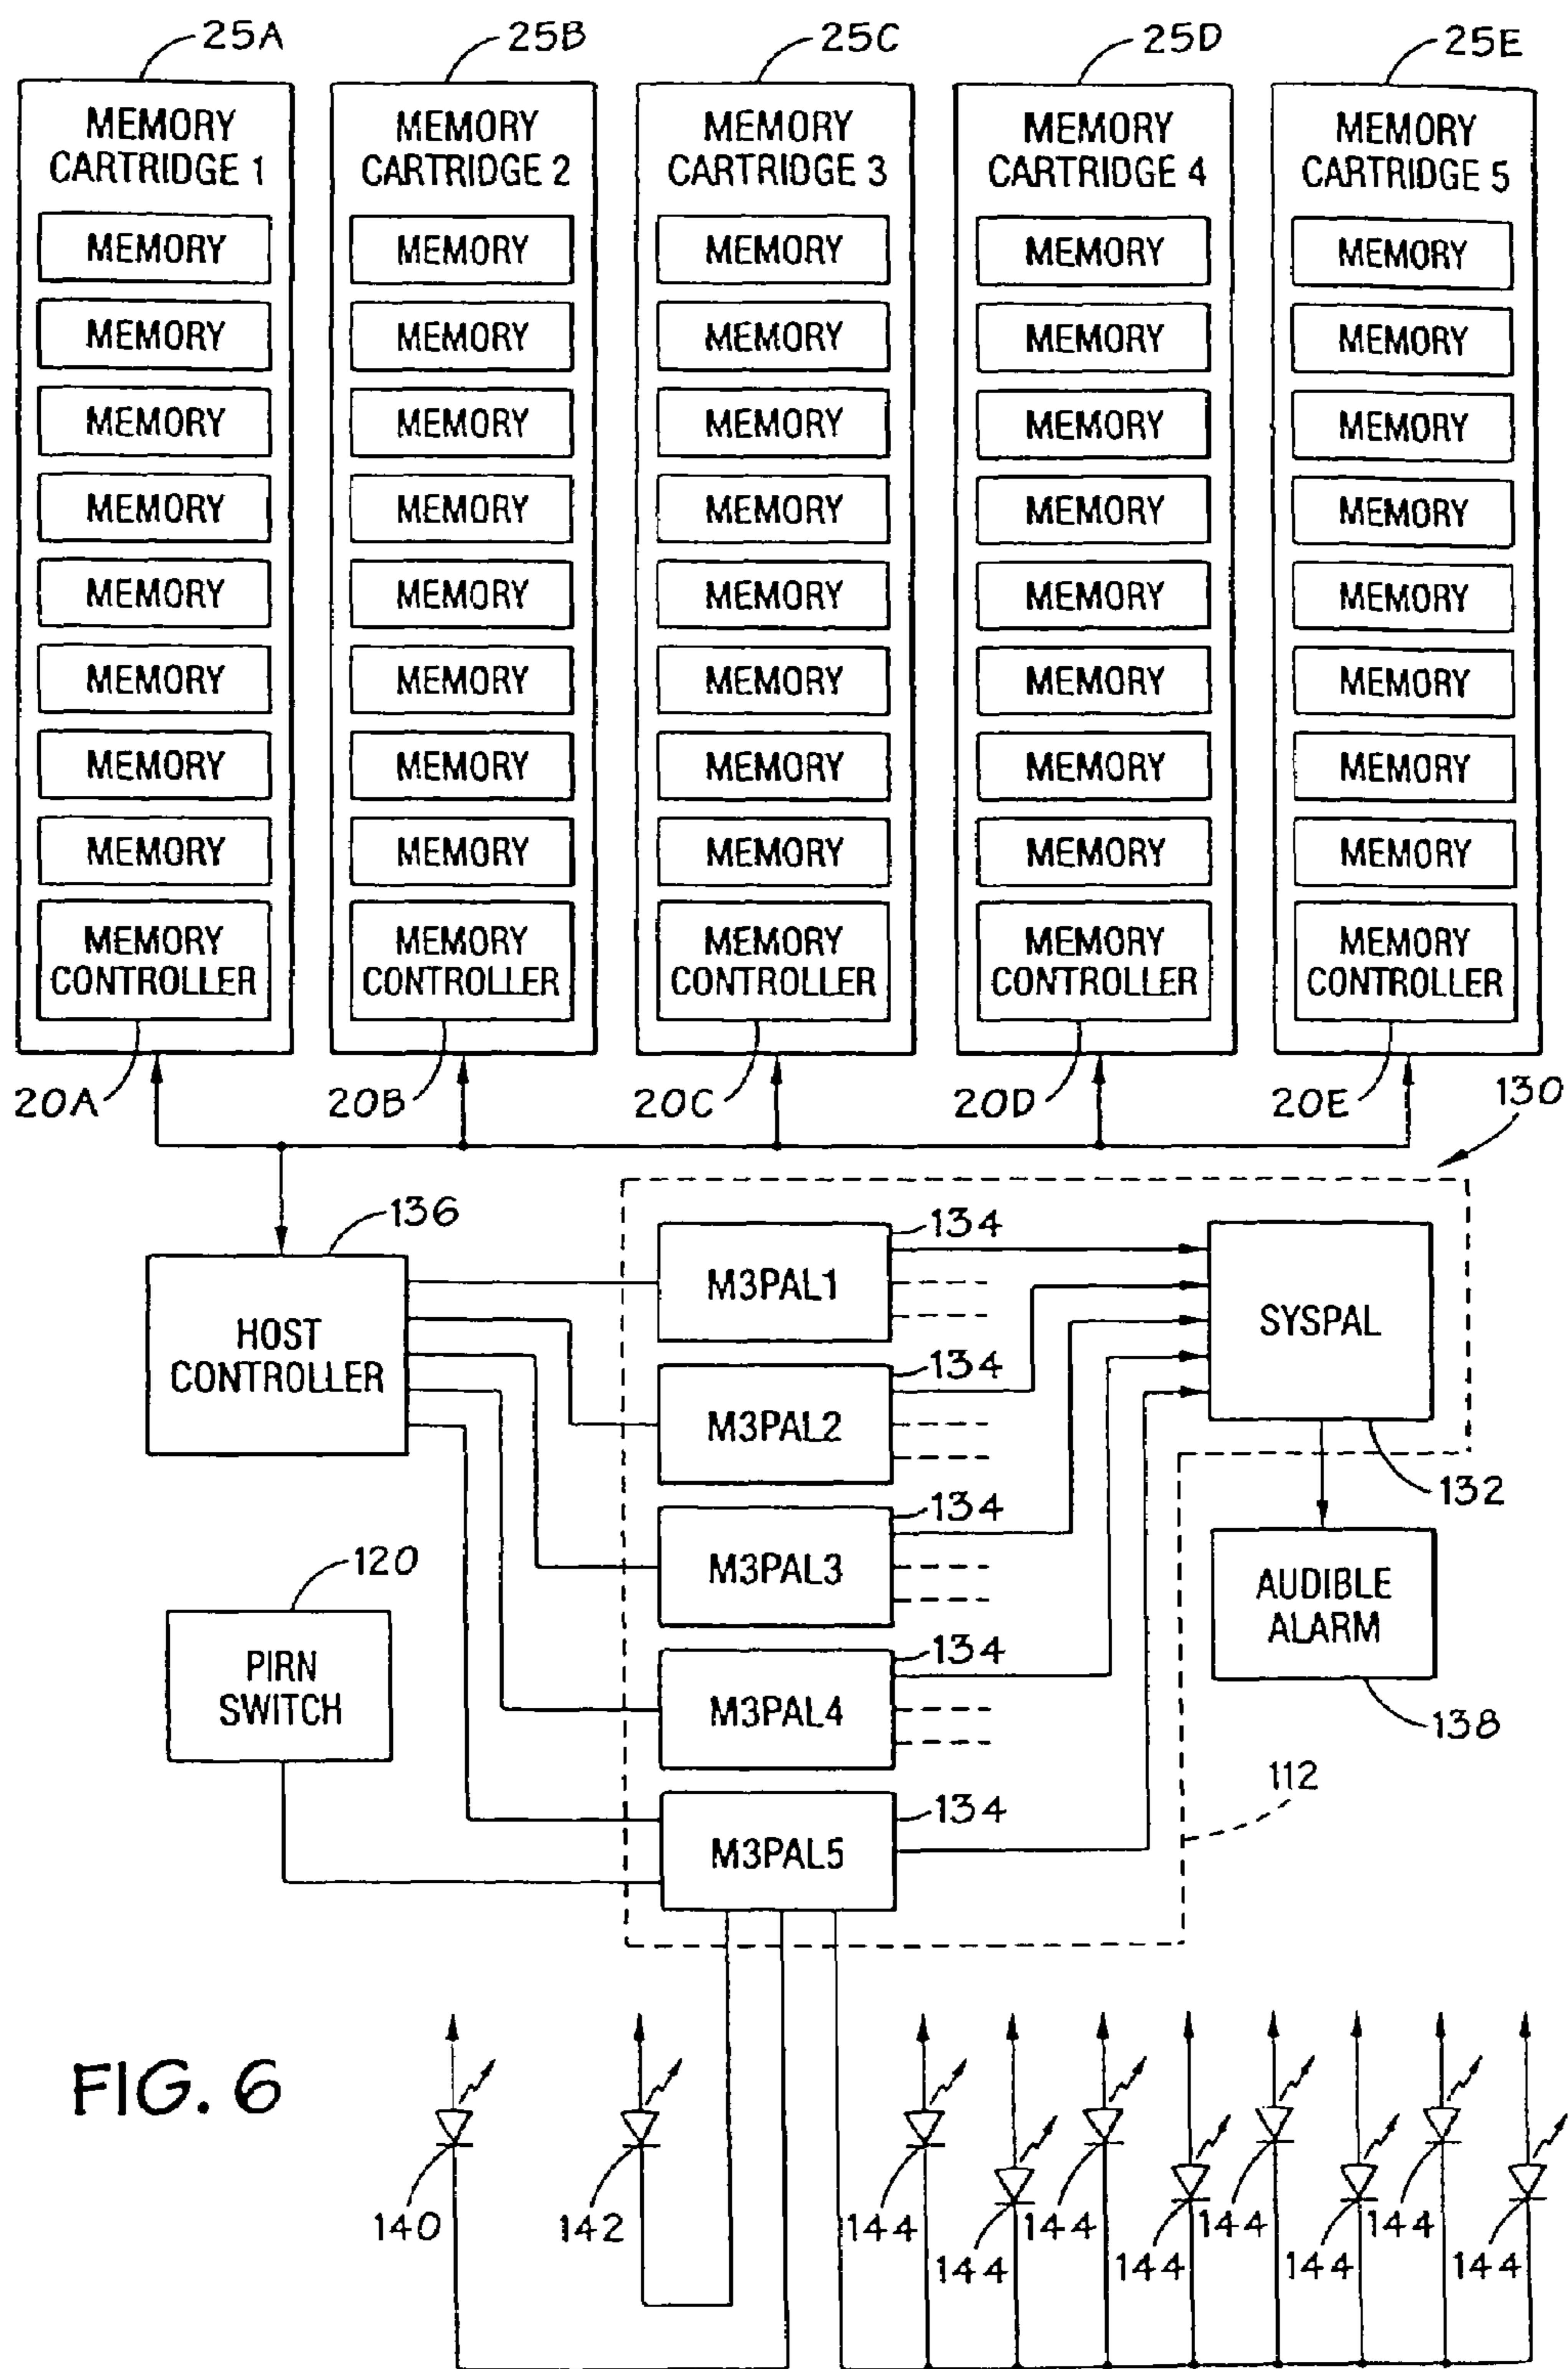 25A 25B 25C 25D 25E
MEMORY CARTRIDGE 1
MEMORY
MEMORY
MEMORY
MEMORY
MEMORY
MEMORY
MEMORY
MEMORY
MEMORY CONTROLLER
MEMORY CARTRIDGE 2
MEMORY
MEMORY
MEMORY
MEMORY
MEMORY
MEMORY
MEMORY
MEMORY
MEMORY CONTROLLER
MEMORY CARTRIDGE 3
MEMORY
MEMORY
MEMORY
MEMORY
MEMORY
MEMORY
MEMORY
MEMORY
MEMORY CONTROLLER
MEMORY CARTRIDGE 4
MEMORY
MEMORY
MEMORY
MEMORY
MEMORY
MEMORY
MEMORY
MEMORY
MEMORY CONTROLLER
MEMORY CARTRIDGE 5
MEMORY
MEMORY
MEMORY
MEMORY
MEMORY
MEMORY
MEMORY
MEMORY
MEMORY CONTROLLER
20A 20B 20C 20D 20E
130
136
HOST
CONTROLLER
134
M3PAL1
134
M3PAL2
134
M3PAL3
134
M3PAL4
134
M3PAL5
SYSPAL
132
AUDIBLE
ALARM
138
120
PIRN
SWITCH
112
FIG. 6
140 142 144 144 144 144
144 144 144 144